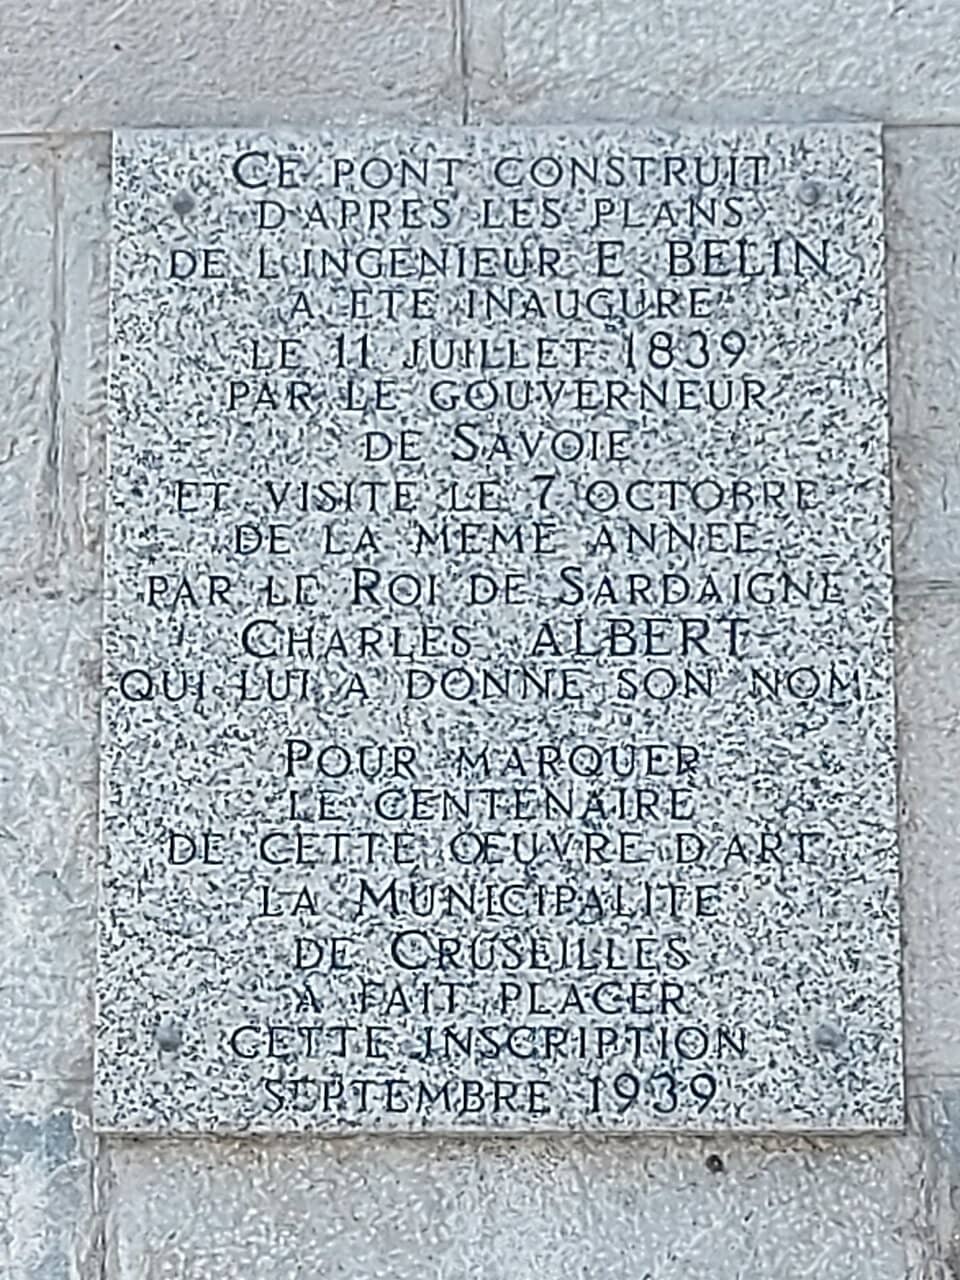 CE PONT CONSTRUIT
D'APRES LES PLANS
DE L'INGENIEUR E BELIN
A ETE INAUGURE
LE 11 JUILLET 1839
PAR LE GOUVERNEUR
DE SAVOIE
ET VISITE LE 7 OCTOBRE
DE LA MEME ANNEE
PAR LE ROI DE SARDAIGNE
CHARLES ALBERT
QUI LUI A DONNE SON NOM
POUR MARQUER
LE CENTENAIRE
DE CETTE ŒUVRE D'ART
LA MUNICIPALITE
DE CRUSEILLES
A FAIT PLACER
CETTE INSCRIPTION
SEPTEMBRE 1939